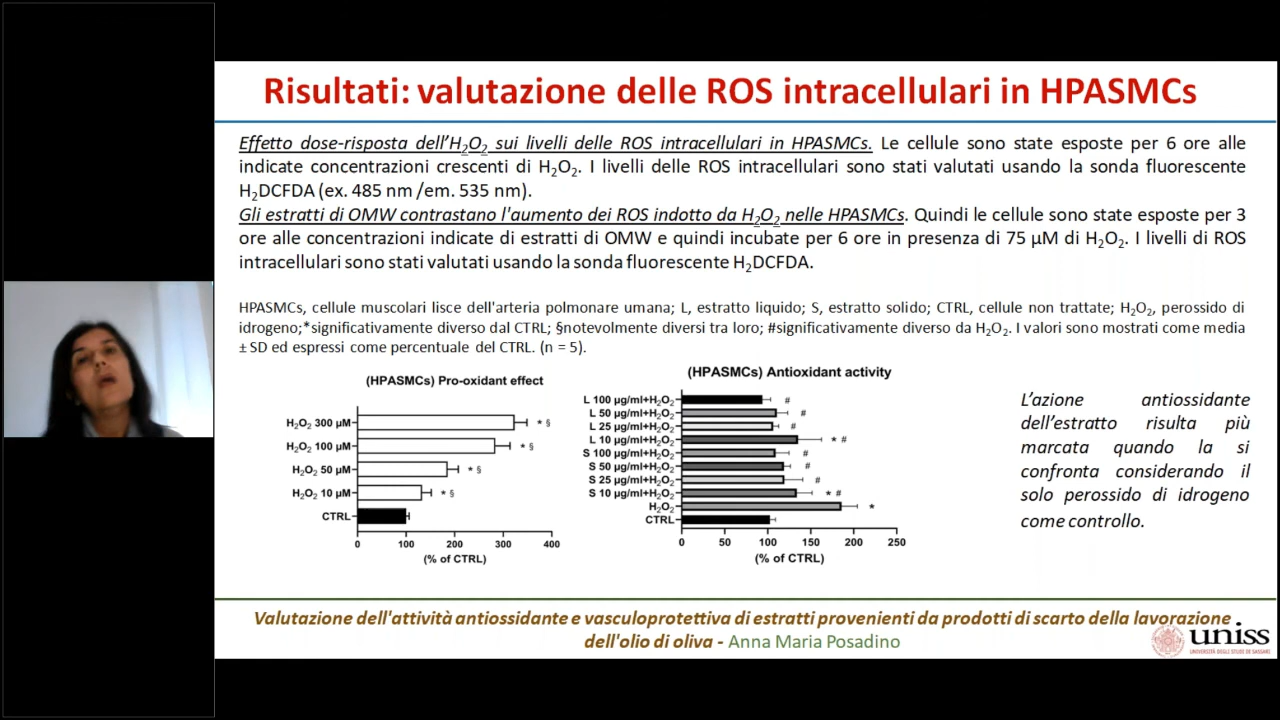 Risultati: valutazione delle ROS intracellulari in HPASMCs
Effetto dose-risposta dell'H₂O₂ sui livelli delle ROS intracellulari in HPASMCs. Le cellule sono state esposte per 6 ore alle
indicate concentrazioni crescenti di H₂O₂. I livelli delle ROS intracellulari sono stati valutati usando la sonda fluorescente
H₂DCFDA (ex. 485 nm /em. 535 nm).
Gli estratti di OMW contrastano l'aumento dei ROS indotto da H₂O₂ nelle HPASMCs. Quindi le cellule sono state esposte per 3
ore alle concentrazioni indicate di estratti di OMW e quindi incubate per 6 ore in presenza di 75 µM di H₂O₂. I livelli di ROS
intracellulari sono stati valutati usando la sonda fluorescente H₂DCFDA.
HPASMCs, cellule muscolari lisce dell'arteria polmonare umana; L, estratto liquido; S, estratto solido; CTRL, cellule non trattate; H₂O₂, perossido di
idrogeno;*significativamente diverso dal CTRL; §notevolmente diversi tra loro; #significativamente diverso da H₂O₂. I valori sono mostrati come media
± SD ed espressi come percentuale del CTRL. (n = 5).
(HPASMCs) Pro-oxidant effect
H₂O₂ 300 µM * §
H₂O₂ 100 µM * §
H₂O₂ 50 µM * §
H₂O₂ 10 µM * §
CTRL
0 100 200 300 400
(% of CTRL)
(HPASMCs) Antioxidant activity
L 100 µg/ml+H₂O₂ #
L 50 µg/ml+H₂O₂ #
L 25 µg/ml+H₂O₂ #
L 10 µg/ml+H₂O₂ * #
S 100 µg/ml+H₂O₂ #
S 50 µg/ml+H₂O₂ #
S 25 µg/ml+H₂O₂ #
S 10 µg/ml+H₂O₂ * #
H₂O₂ *
CTRL
0 50 100 150 200 250
(% of CTRL)
L'azione antiossidante
dell'estratto risulta più
marcata quando la si
confronta considerando il
solo perossido di idrogeno
come controllo.
Valutazione dell'attività antiossidante e vasculoprotettiva di estratti provenienti da prodotti di scarto della lavorazione
dell'olio di oliva - Anna Maria Posadino
uniss
UNIVERSITÀ DEGLI STUDI DI SASSARI